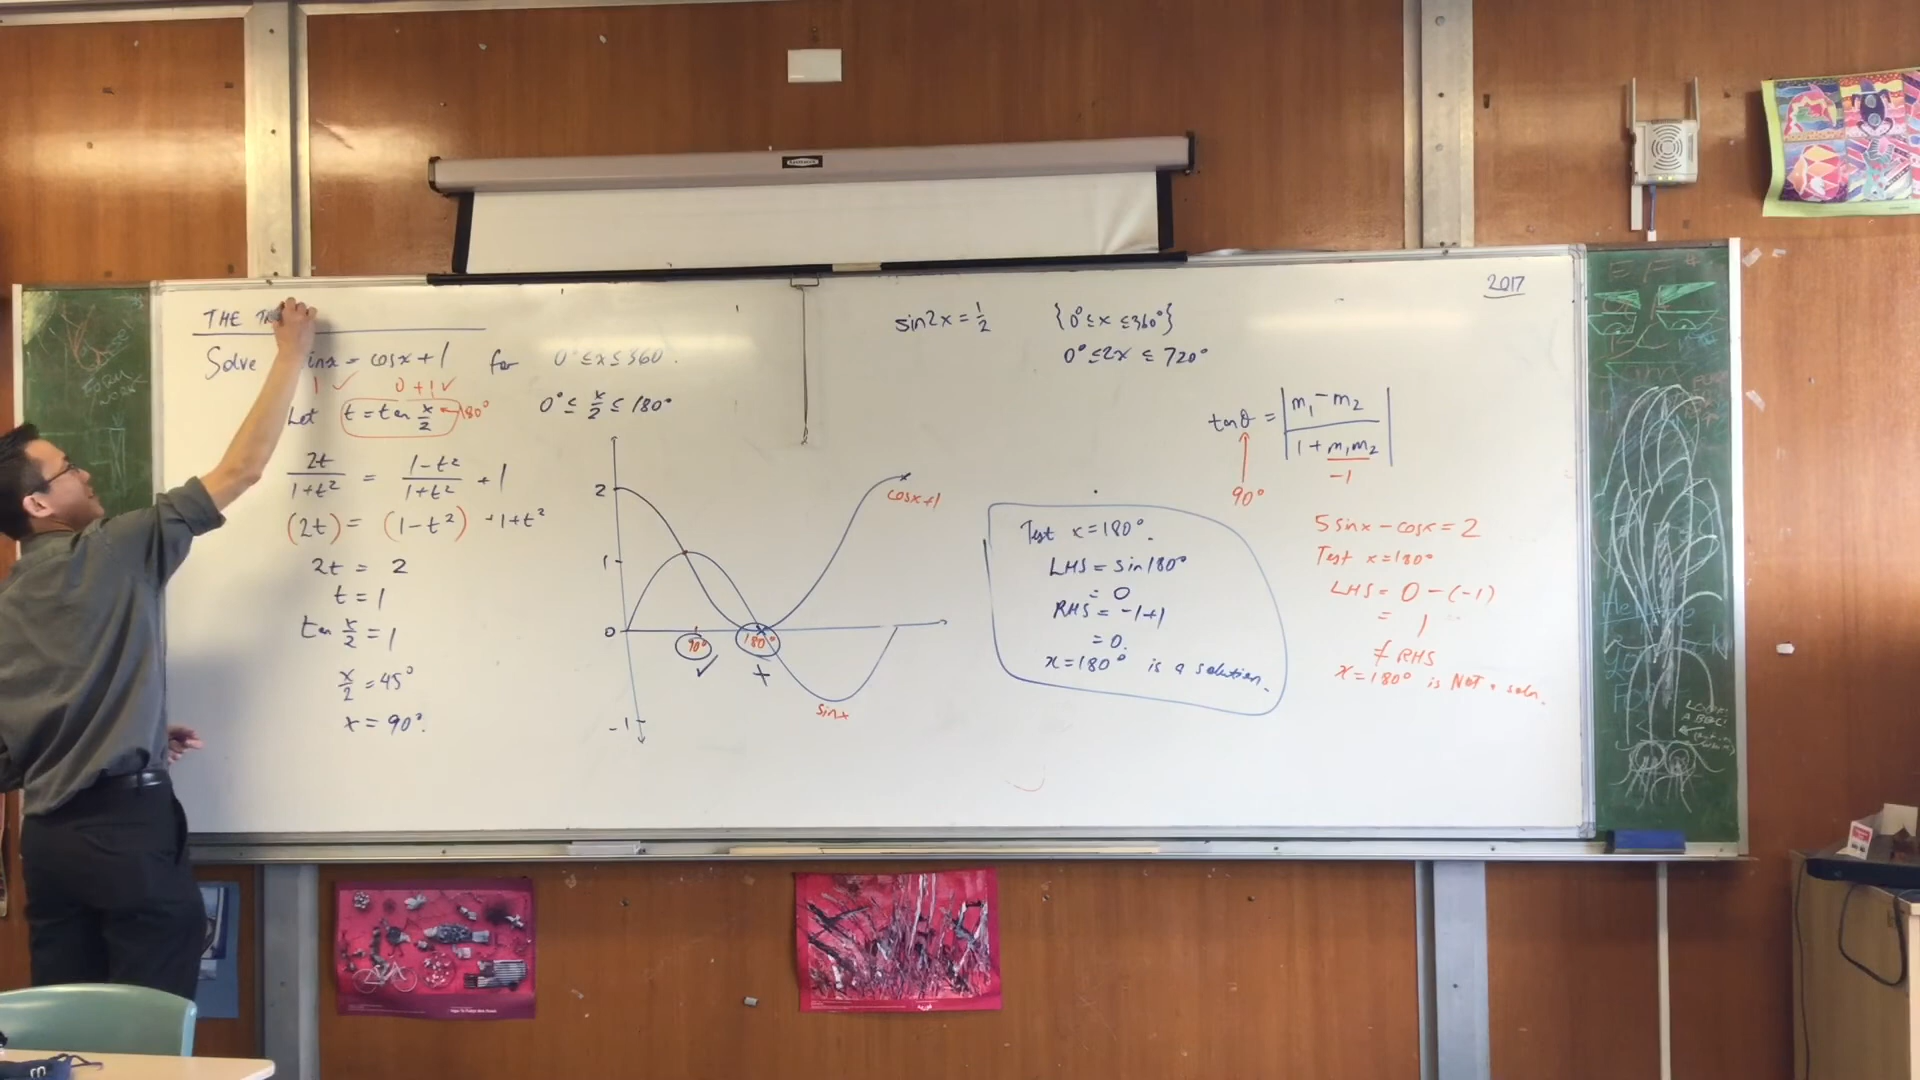 2017
THE
Solve sinx = cosx + 1 for 0° ≤ x ≤ 360.
1 ✓ 0 + 1 ✓
Let t = tan x/2 ← 180°
0° ≤ x/2 ≤ 180°
2t/1+t² = 1-t²/1+t² + 1
(2t) = (1-t²) + 1+t²
2t = 2
t = 1
tan x/2 = 1
x/2 = 45°
x = 90°.
2
1
0
-1
90°
180°
✓
cosx+1
sinx
sin2x = 1/2 {0° ≤ x ≤ 360°}
0° ≤ 2x ≤ 720°
Test x = 180°.
LHS = sin180°
= 0
RHS = -1+1
= 0.
x = 180° is a solution.
tanθ = |m₁ - m₂ / 1 + m₁m₂|
-1
90°
5sinx - cosx = 2
Test x = 180°
LHS = 0 - (-1)
= 1
≠ RHS
x = 180° is NOT a soln.